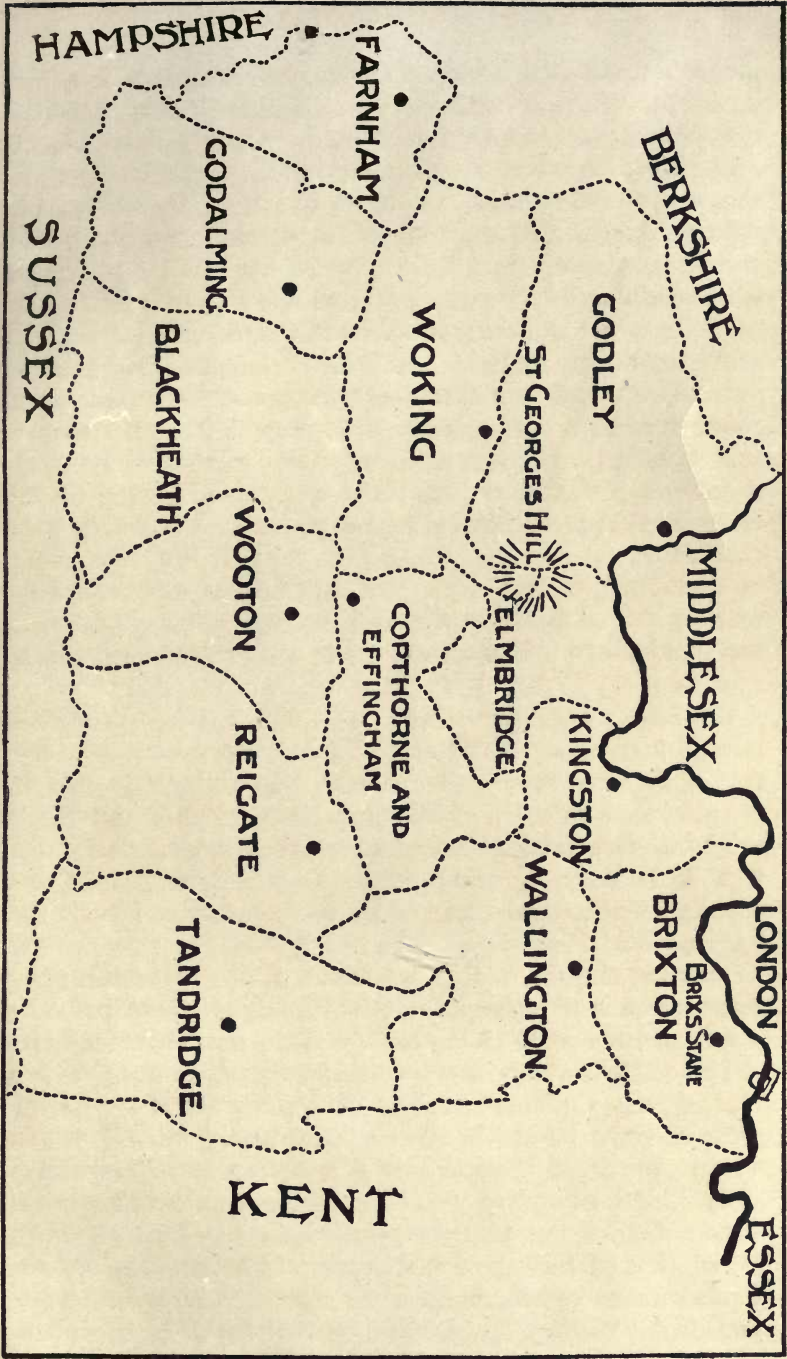 HAMPSHIRE
BERKSHIRE
FARNHAM
GODALMING
SUSSEX
BLACKHEATH
WOKING
GODLEY
ST GEORGES HILL
MIDDLESEX
WOOTON
COPTHORNE AND
EFFINGHAM
ELMBRIDGE
KINGSTON
REIGATE
WALLINGTON
BRIXTON
BRIXS STANE
LONDON
TANDRIDGE
KENT
ESSEX